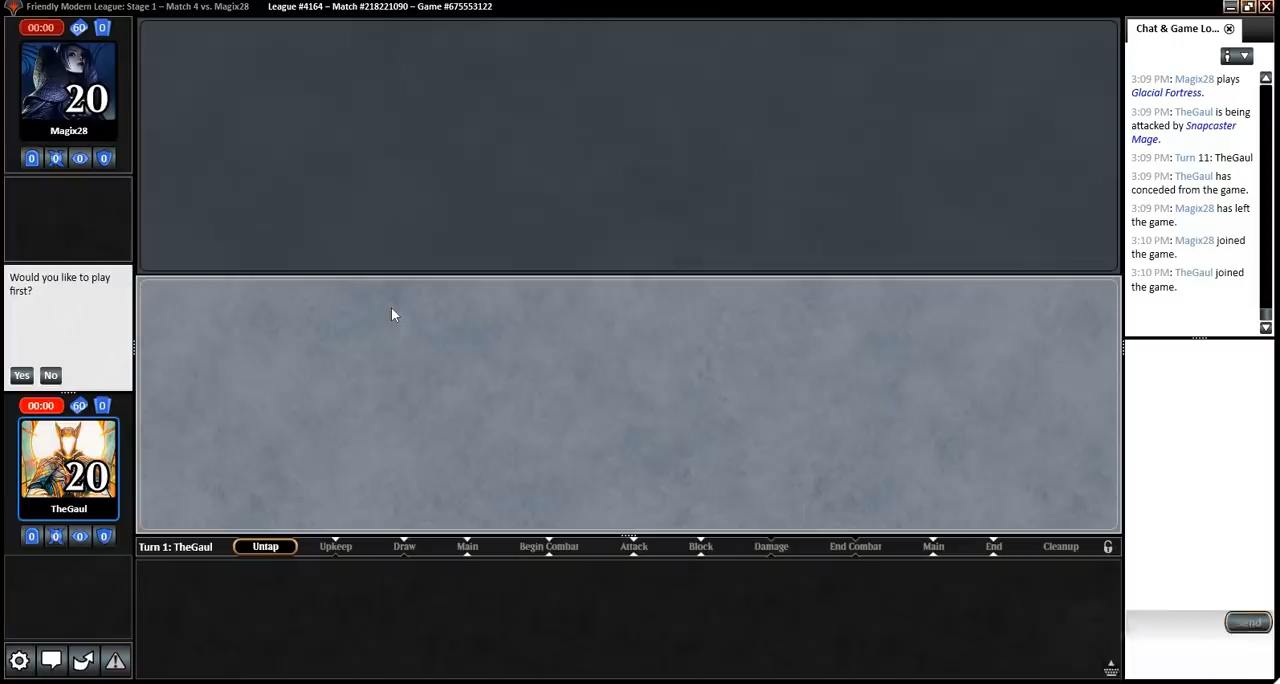 Friendly Modern League: Stage 1 – Match 4 vs. Magix28
League #4164 – Match #218221090 – Game #675553122
00:00 60 0
20
Magix28
0 0 0 0
Would you like to play
first?
Yes No
00:00 60 0
20
TheGaul
0 0 0 0
Turn 1: TheGaul
Untap Upkeep Draw Main Begin Combat Attack Block Damage End Combat Main End Cleanup
Chat & Game Lo...
3:09 PM: Magix28 plays
Glacial Fortress.
3:09 PM: TheGaul is being
attacked by Snapcaster
Mage.
3:09 PM: Turn 11: TheGaul
3:09 PM: TheGaul has
conceded from the game.
3:09 PM: Magix28 has left
the game.
3:10 PM: Magix28 joined
the game.
3:10 PM: TheGaul joined
the game.
Send